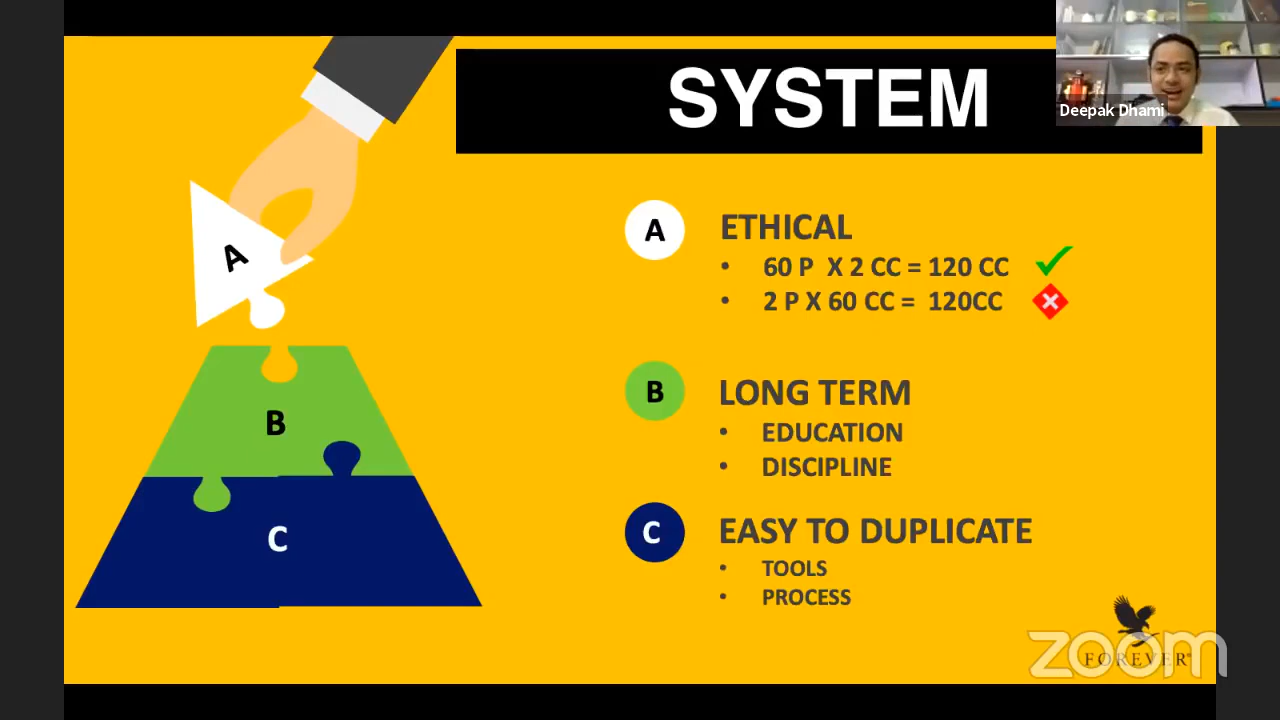 SYSTEM
Deepak Dhami
A
A
ETHICAL
• 60 P X 2 CC = 120 CC
• 2 P X 60 CC = 120CC
B
B
LONG TERM
• EDUCATION
• DISCIPLINE
C
C
EASY TO DUPLICATE
• TOOLS
• PROCESS
zoom
FOREVER